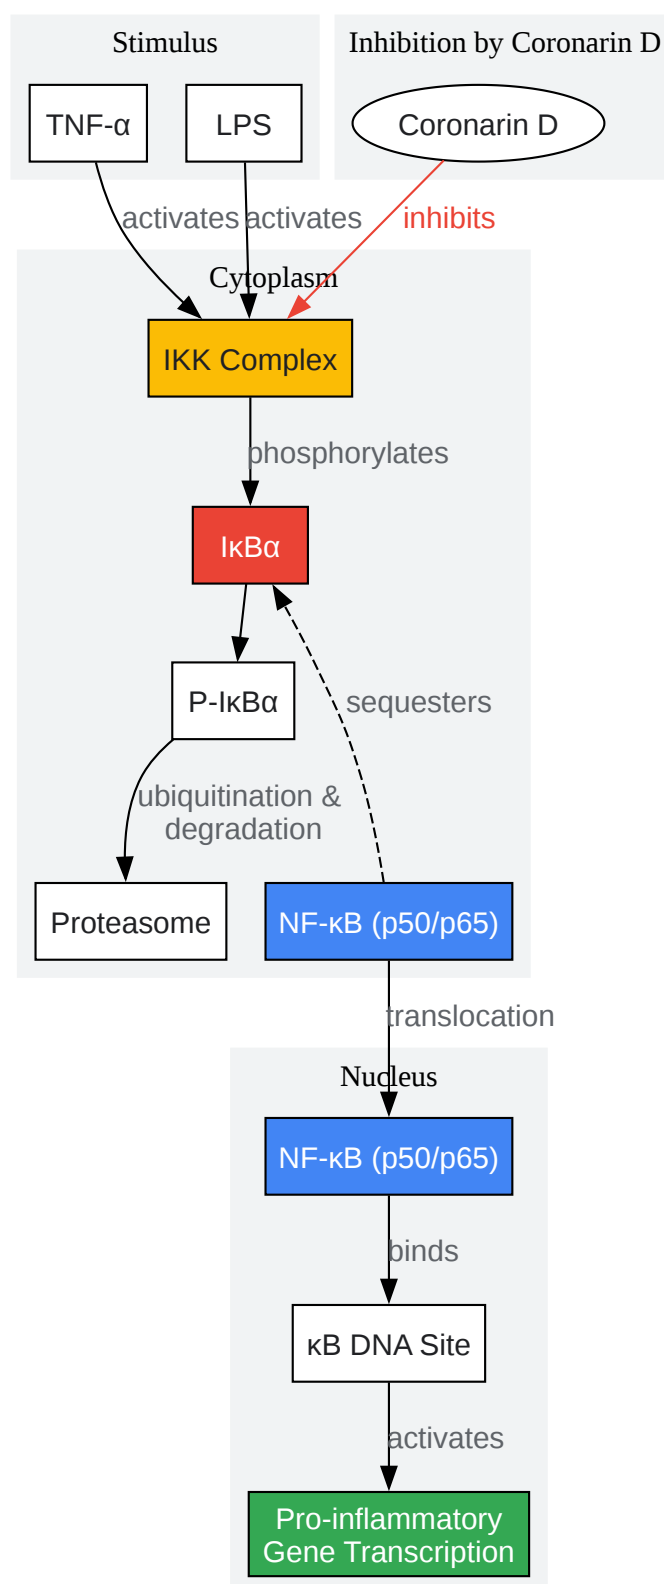 Stimulus
Inhibition by Coronarin D
TNF-α
LPS
Coronarin D
activates
activates
inhibits
Cytoplasm
IKK Complex
phosphorylates
IκBα
P-IκBα
sequesters
ubiquitination &
degradation
Proteasome
NF-κB (p50/p65)
translocation
Nucleus
NF-κB (p50/p65)
binds
κB DNA Site
activates
Pro-inflammatory
Gene Transcription